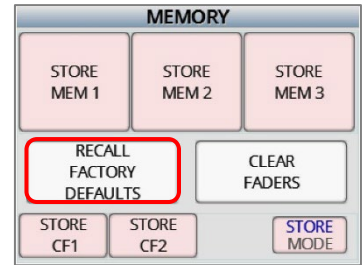 MEMORY
STORE
MEM 1
STORE
MEM 2
STORE
MEM 3
RECALL
FACTORY
DEFAULTS
CLEAR
FADERS
STORE
CF1
STORE
CF2
STORE
MODE